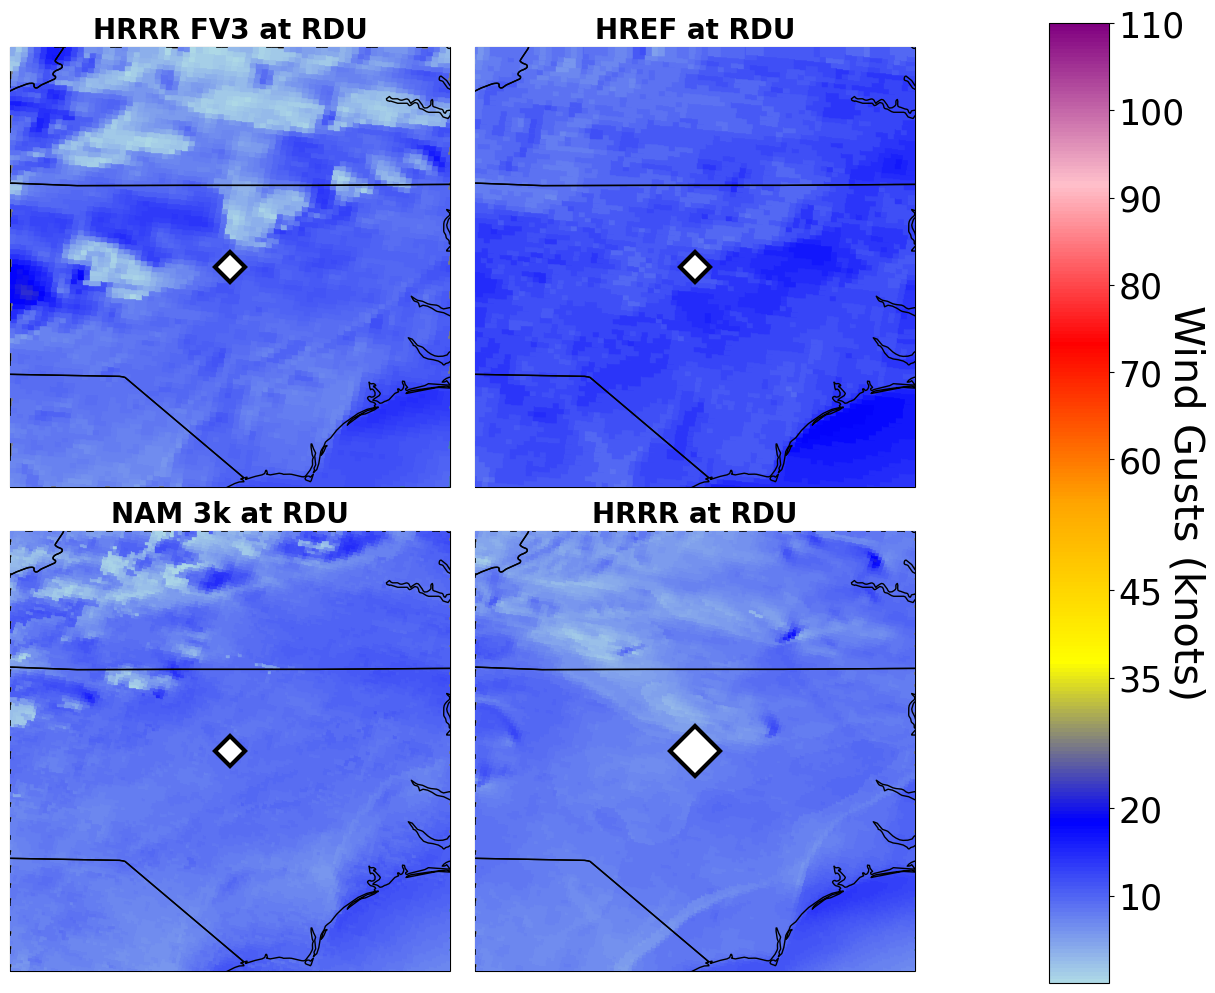 HRRR FV3 at RDU
HREF at RDU
NAM 3k at RDU
HRRR at RDU
110
100
90
80
70
60
45
35
20
10
Wind Gusts (knots)